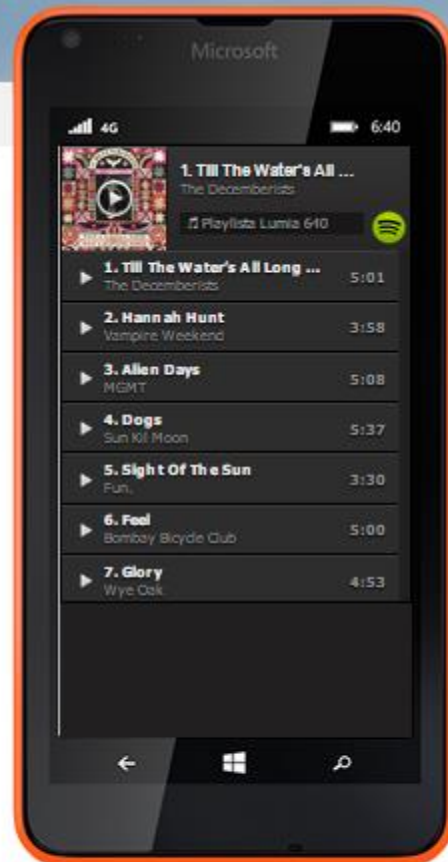 Microsoft
4G 6:40
1. Till The Water's All ...
The Decemberists
Playlista Lumia 640
1. Till The Water's All Long ... 5:01
The Decemberists
2. Hannah Hunt 3:58
Vampire Weekend
3. Alien Days 5:08
MGMT
4. Dogs 5:37
Sun Kil Moon
5. Sight Of The Sun 3:30
Fun.
6. Feel 5:00
Bombay Bicycle Club
7. Glory 4:53
Wye Oak